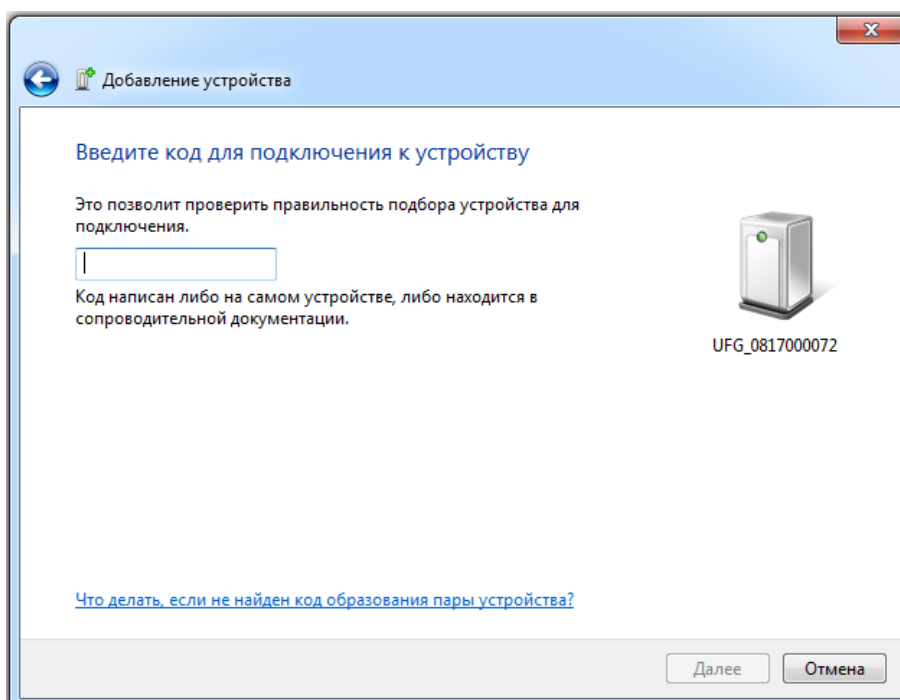 Добавление устройства
Введите код для подключения к устройству
Это позволит проверить правильность подбора устройства для
подключения.
Код написан либо на самом устройстве, либо находится в
сопроводительной документации.
UFG_0817000072
Что делать, если не найден код образования пары устройства?
Далее
Отмена